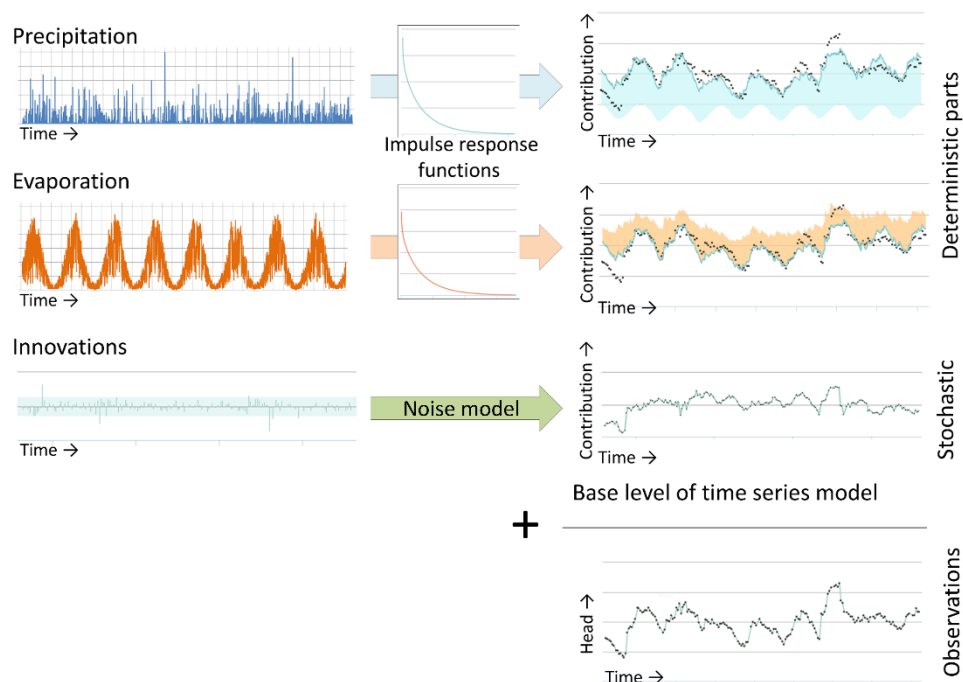 Precipitation
Time →
Impulse response
functions
Contribution →
Time →
Deterministic parts
Evaporation
Time →
Contribution →
Time →
Innovations
Time →
Noise model
Contribution →
Time →
Stochastic
Base level of time series model
+
Head →
Time →
Observations